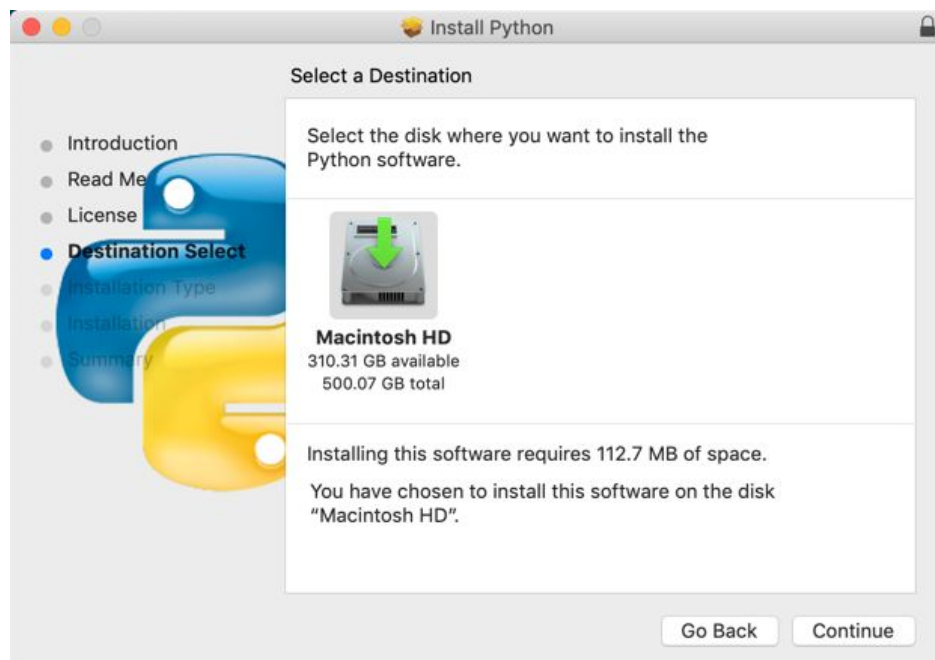 Install Python
Select a Destination
Introduction
Read Me
License
Destination Select
Installation Type
Installation
Summary
Select the disk where you want to install the
Python software.
Macintosh HD
310.31 GB available
500.07 GB total
Installing this software requires 112.7 MB of space.
You have chosen to install this software on the disk
“Macintosh HD”.
Go Back
Continue